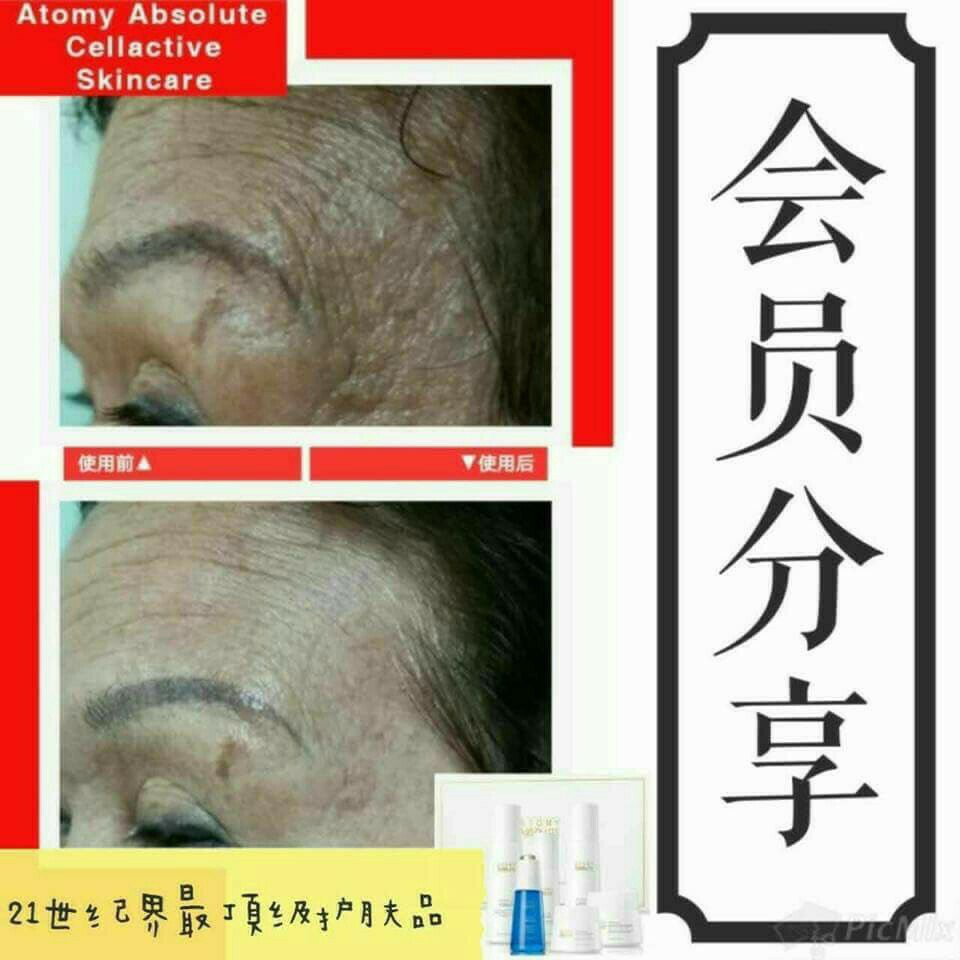 Atomy Absolute
Cellactive
Skincare
使用前▲
▼使用后
21世纪界最顶级护肤品
会员分享
PicMix